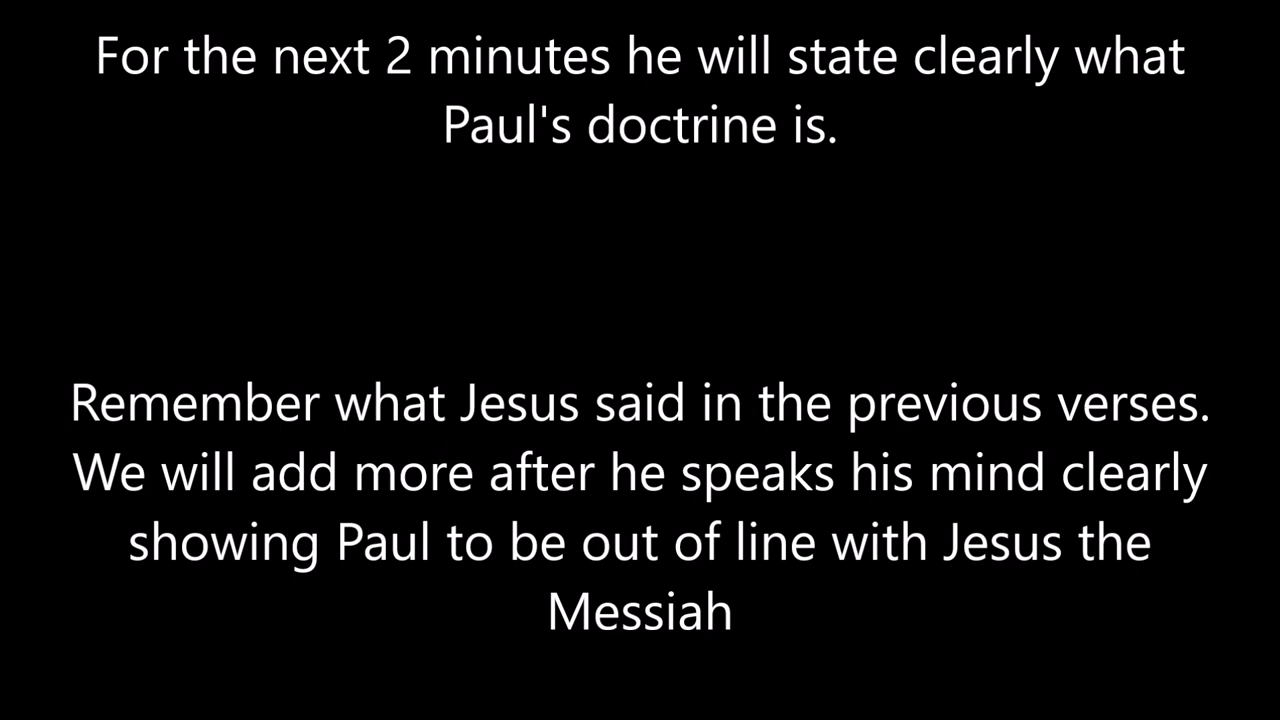 For the next 2 minutes he will state clearly what
Paul's doctrine is.
Remember what Jesus said in the previous verses.
We will add more after he speaks his mind clearly
showing Paul to be out of line with Jesus the
Messiah